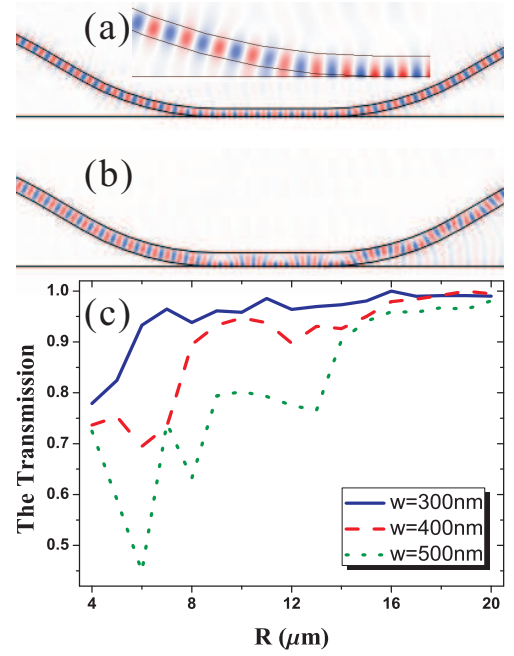 (a)
(b)
(c)
The Transmission
1.0
0.9
0.8
0.7
0.6
0.5
w=300nm
w=400nm
w=500nm
4
8
12
16
20
R (μm)